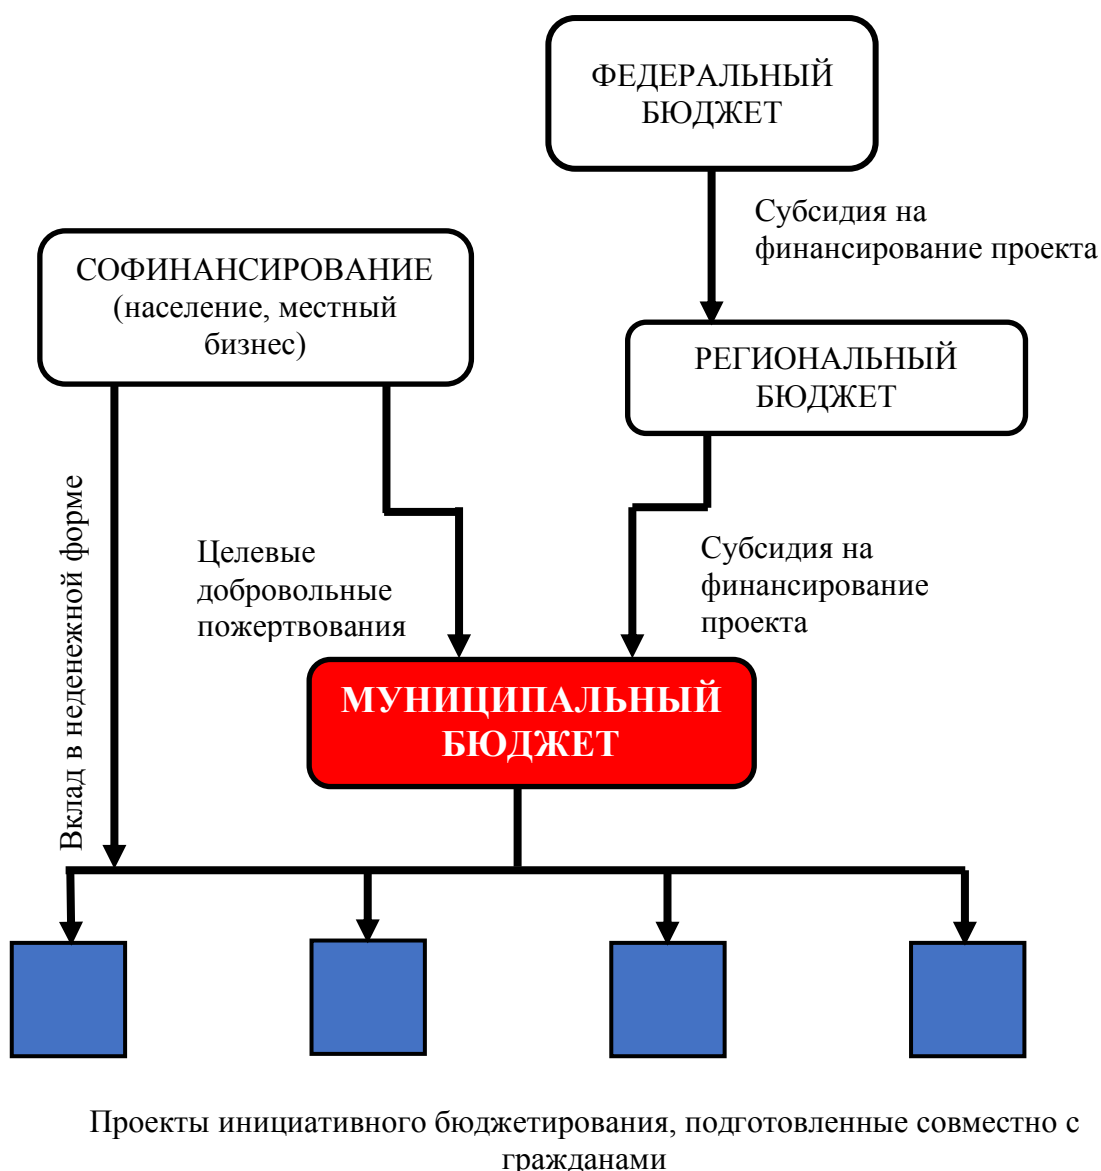 ФЕДЕРАЛЬНЫЙ
БЮДЖЕТ
Субсидия на
финансирование проекта
СОФИНАНСИРОВАНИЕ
(население, местный
бизнес)
РЕГИОНАЛЬНЫЙ
БЮДЖЕТ
Вклад в неденежной форме
Целевые
добровольные
пожертвования
Субсидия на
финансирование
проекта
МУНИЦИПАЛЬНЫЙ
БЮДЖЕТ
Проекты инициативного бюджетирования, подготовленные совместно с
гражданами